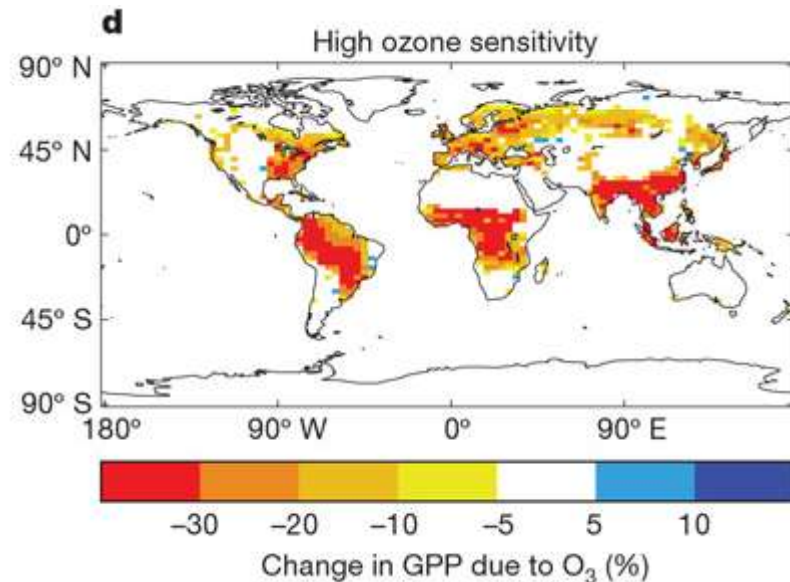 d
High ozone sensitivity
90° N
45° N
0°
45° S
90° S
180° 90° W 0° 90° E
–30 –20 –10 –5 5 10
Change in GPP due to O₃ (%)